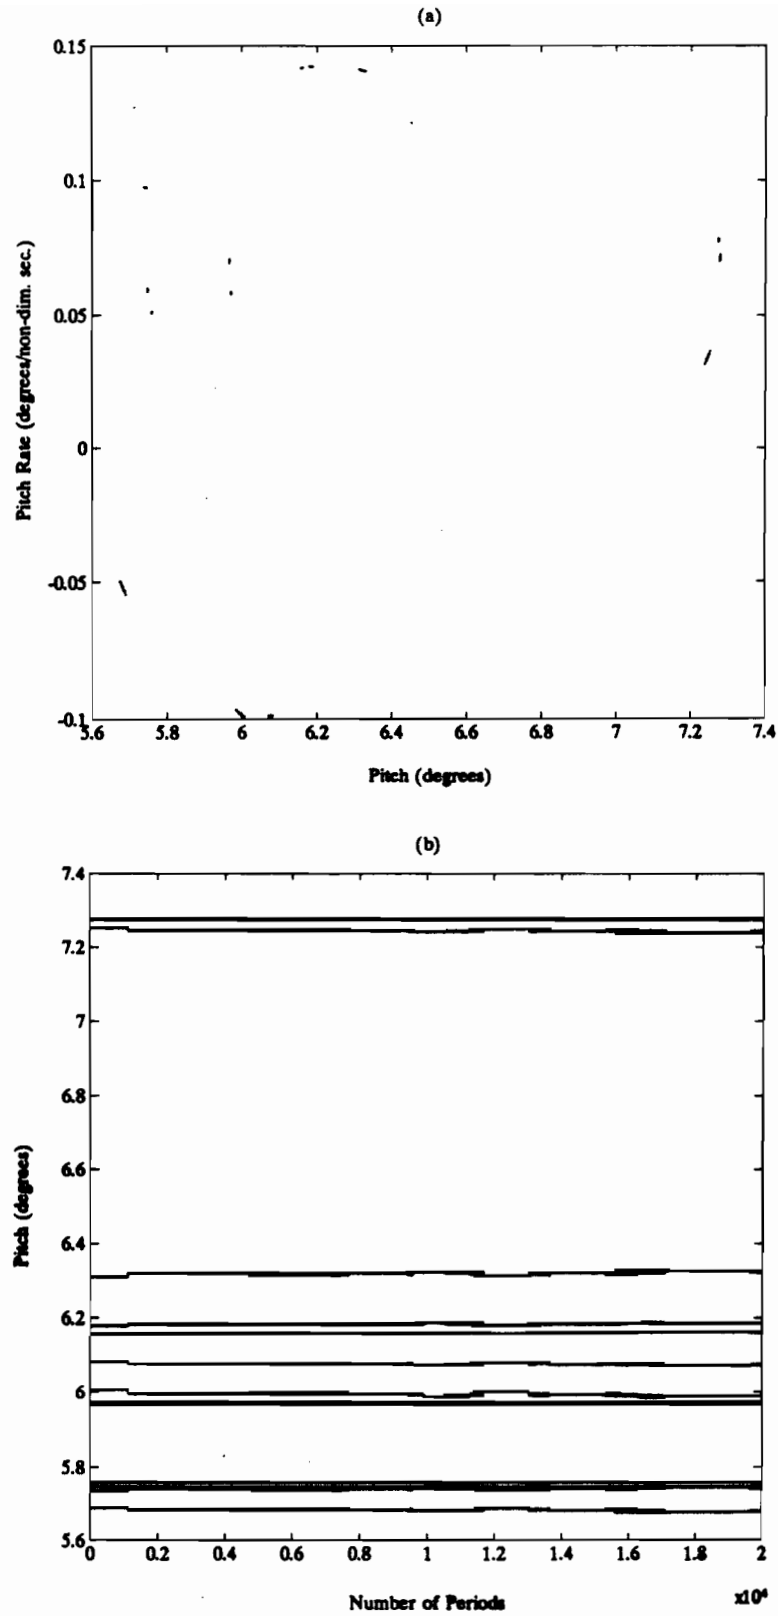 (a)
0.15
0.1
0.05
0
-0.05
-0.1
Pitch Rate (degrees/non-dim. sec.)
5.6 5.8 6 6.2 6.4 6.6 6.8 7 7.2 7.4
Pitch (degrees)
(b)
7.4
7.2
7
6.8
6.6
6.4
6.2
6
5.8
5.6
Pitch (degrees)
0 0.2 0.4 0.6 0.8 1 1.2 1.4 1.6 1.8 2
x10⁴
Number of Periods